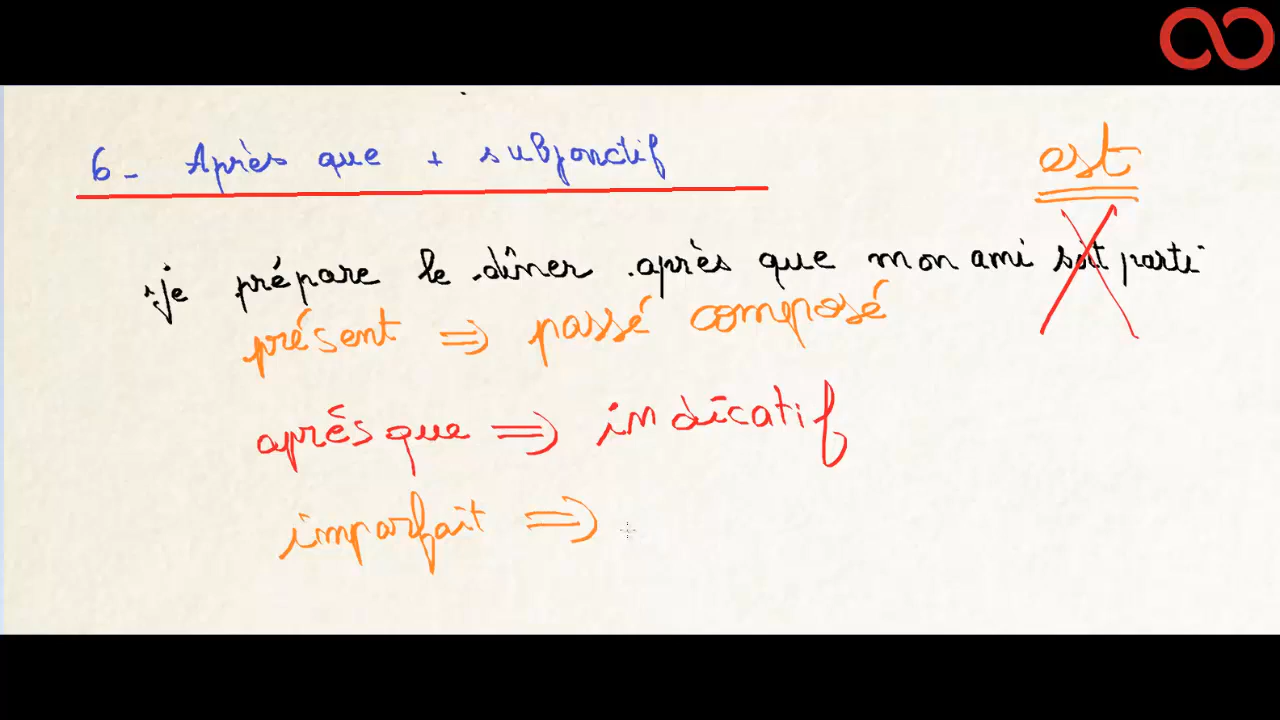 6- Après que + subjonctif
est
je prépare le dîner après que mon ami soit parti
présent => passé composé
après que => indicatif
imparfait =>